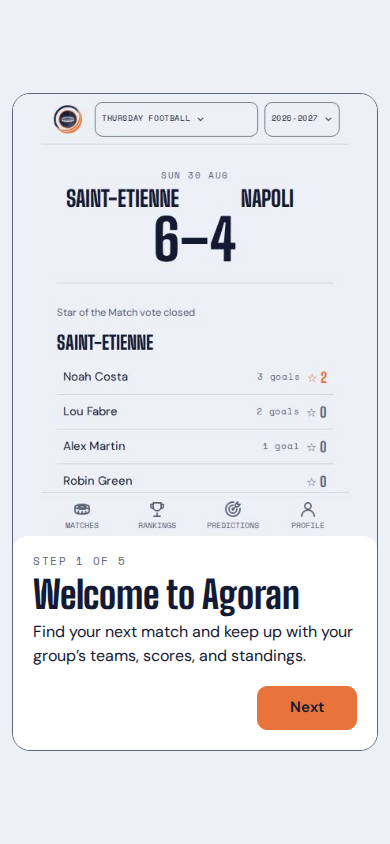 THURSDAY FOOTBALL
2026-2027
SUN 30 AUG
SAINT-ETIENNE NAPOLI
6–4
Star of the Match vote closed
SAINT-ETIENNE
Noah Costa 3 goals ☆ 2
Lou Fabre 2 goals ☆ 0
Alex Martin 1 goal ☆ 0
Robin Green ☆ 0
MATCHES RANKINGS PREDICTIONS PROFILE
STEP 1 OF 5
Welcome to Agoran
Find your next match and keep up with your
group’s teams, scores, and standings.
Next